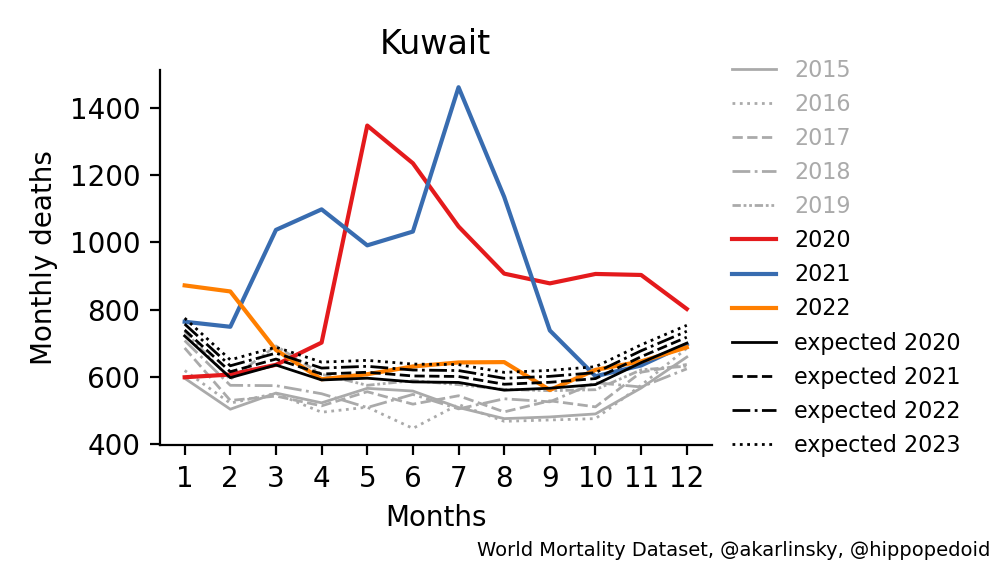 Kuwait
Monthly deaths
1400
1200
1000
800
600
400
1 2 3 4 5 6 7 8 9 10 11 12
Months
2015
2016
2017
2018
2019
2020
2021
2022
expected 2020
expected 2021
expected 2022
expected 2023
World Mortality Dataset, @akarlinsky, @hippopedoid